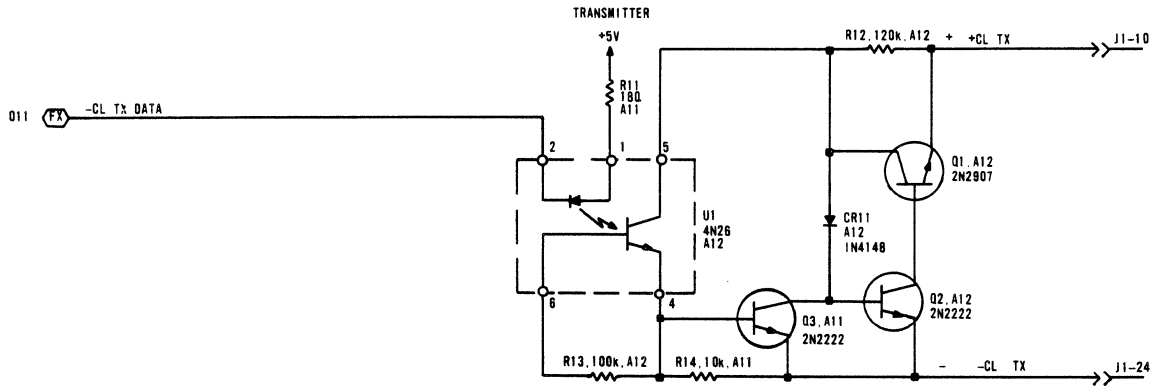 TRANSMITTER
+5V
R11
180
A11
R12,120k,A12
+ +CL TX
J1-10
011
FX
-CL TX DATA
2
1
5
Q1,A12
2N2907
U1
4N26
A12
CR11
A12
1N4148
6
4
Q3,A11
2N2222
Q2,A12
2N2222
R13,100k,A12
R14,10k,A11
- -CL TX
J1-24